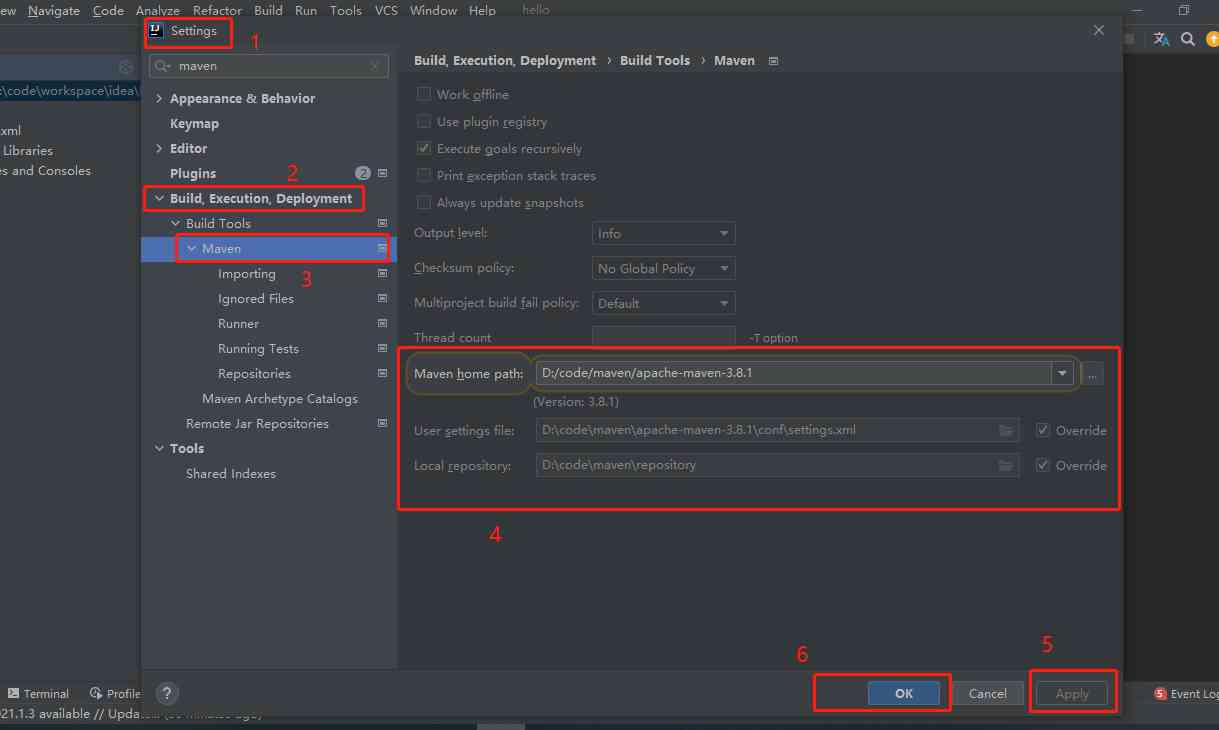 ew Navigate Code Analyze Refactor Build Run Tools VCS Window Help hello
Settings
1
maven
:\code\workspace\idea\
xml
Libraries
es and Consoles
Appearance & Behavior
Keymap
Editor
Plugins 2
2
Build, Execution, Deployment
Build Tools
Maven
3
Importing
Ignored Files
Runner
Running Tests
Repositories
Maven Archetype Catalogs
Remote Jar Repositories
Tools
Shared Indexes
Build, Execution, Deployment › Build Tools › Maven
Work offline
Use plugin registry
Execute goals recursively
Print exception stack traces
Always update snapshots
Output level: Info
Checksum policy: No Global Policy
Multiproject build fail policy: Default
Thread count -T option
Maven home path: D:/code/maven/apache-maven-3.8.1 ...
(Version: 3.8.1)
User settings file: D:\code\maven\apache-maven-3.8.1\conf\settings.xml Override
Local repository: D:\code\maven\repository Override
4
5
6
? OK Cancel Apply
Terminal Profile 5 Event Log
021.1.3 available // Update...